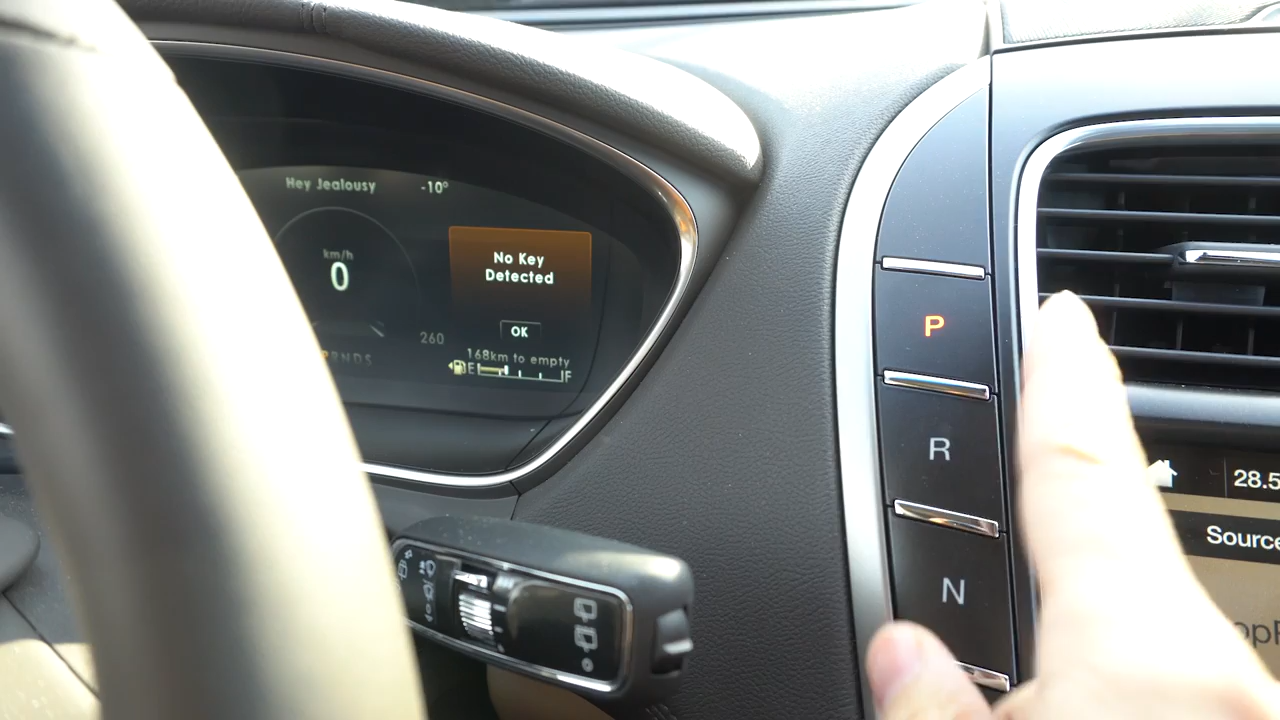 Hey Jealousy -10°
km/h
0
No Key
Detected
OK
260
PRNDS
168km to empty
E F
P
R
N
28.5
Source